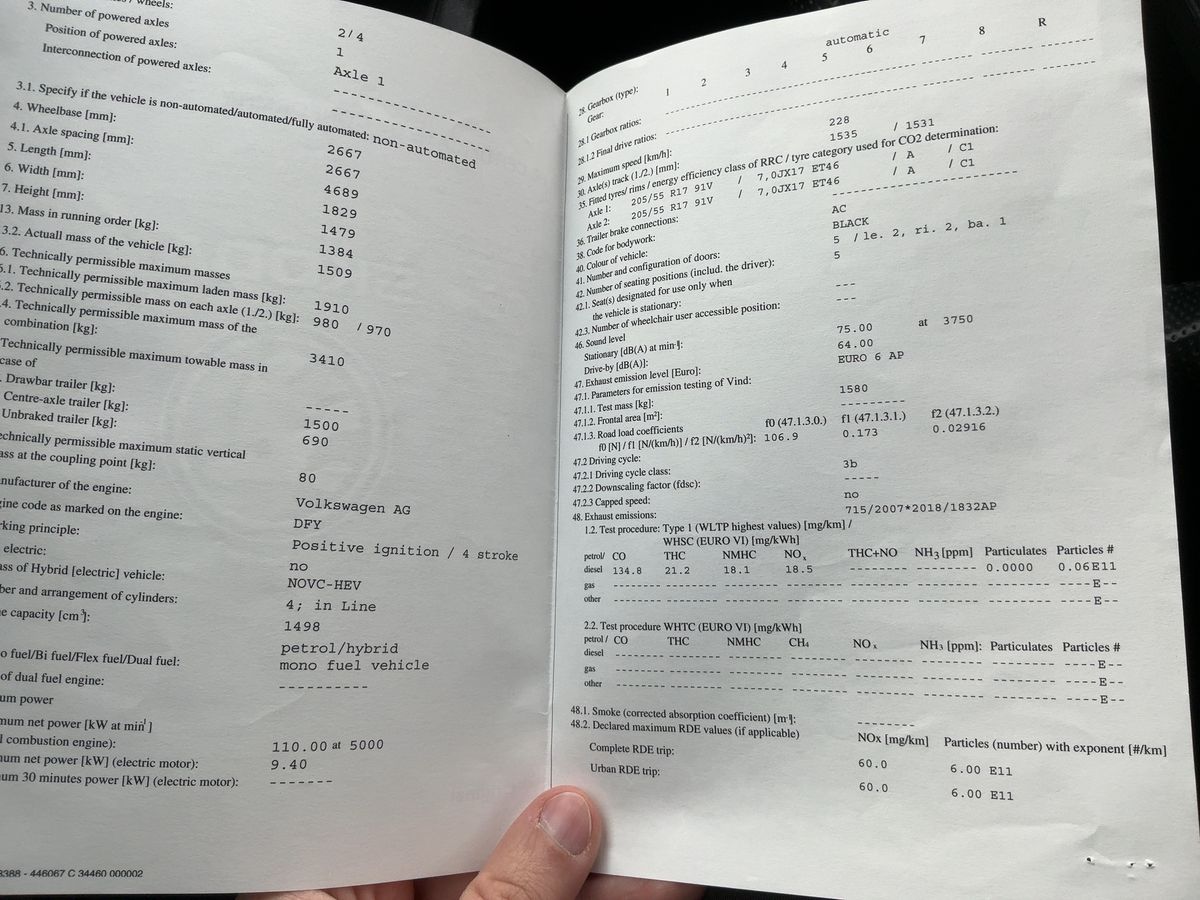 wheels:
3. Number of powered axles 2/4
Position of powered axles: 1
Interconnection of powered axles: Axle 1
----------------
----------------
3.1. Specify if the vehicle is non-automated/automated/fully automated: non-automated
4. Wheelbase [mm]: 2667
4.1. Axle spacing [mm]: 2667
5. Length [mm]: 4689
6. Width [mm]: 1829
7. Height [mm]: 1479
13. Mass in running order [kg]: 1384
3.2. Actuall mass of the vehicle [kg]: 1509
6. Technically permissible maximum masses
6.1. Technically permissible maximum laden mass [kg]: 1910
.2. Technically permissible mass on each axle (1./2.) [kg]: 980 / 970
.4. Technically permissible maximum mass of the
combination [kg]: 3410
Technically permissible maximum towable mass in
case of
. Drawbar trailer [kg]: -----
Centre-axle trailer [kg]: 1500
Unbraked trailer [kg]: 690
echnically permissible maximum static vertical
ass at the coupling point [kg]: 80
anufacturer of the engine: Volkswagen AG
gine code as marked on the engine: DFY
rking principle: Positive ignition / 4 stroke
electric: no
ass of Hybrid [electric] vehicle: NOVC-HEV
ber and arrangement of cylinders: 4; in Line
e capacity [cm³]: 1498
petrol/hybrid
o fuel/Bi fuel/Flex fuel/Dual fuel: mono fuel vehicle
of dual fuel engine: ----------
um power
mum net power [kW at min¹]
l combustion engine): 110.00 at 5000
num net power [kW] (electric motor): 9.40
um 30 minutes power [kW] (electric motor): -------
8388 - 446067 C 34460 000002
28. Gearbox (type): automatic
Gear: 1 2 3 4 5 6 7 8 R
28.1 Gearbox ratios:
28.1.2 Final drive ratios:
29. Maximum speed [km/h]: 228
30. Axle(s) track (1./2.) [mm]: 1535 / 1531
35. Fitted tyres/ rims / energy efficiency class of RRC / tyre category used for CO2 determination:
Axle 1: 205/55 R17 91V / 7,0JX17 ET46 / A / C1
Axle 2: 205/55 R17 91V / 7,0JX17 ET46 / A / C1
36. Trailer brake connections: --------------------
38. Code for bodywork: AC
40. Colour of vehicle: BLACK
41. Number and configuration of doors: 5 / le. 2, ri. 2, ba. 1
42. Number of seating positions (includ. the driver): 5
42.1. Seat(s) designated for use only when
the vehicle is stationary: ---
42.3. Number of wheelchair user accessible position: ---
46. Sound level
Stationary [dB(A) at min-¹]: 75.00 at 3750
Drive-by [dB(A)]: 64.00
47. Exhaust emission level [Euro]: EURO 6 AP
47.1. Parameters for emission testing of Vind:
47.1.1. Test mass [kg]: 1580
47.1.2. Frontal area [m²]: ---------
47.1.3. Road load coefficients f0 (47.1.3.0.) f1 (47.1.3.1.) f2 (47.1.3.2.)
f0 [N] / f1 [N/(km/h)] / f2 [N/(km/h)²]: 106.9 0.173 0.02916
47.2 Driving cycle:
47.2.1 Driving cycle class: 3b
47.2.2 Downscaling factor (fdsc): -----
47.2.3 Capped speed: no
48. Exhaust emissions: 715/2007*2018/1832AP
1.2. Test procedure: Type 1 (WLTP highest values) [mg/km] /
WHSC (EURO VI) [mg/kWh]
petrol/ CO THC NMHC NOx THC+NO NH3 [ppm] Particulates Particles #
diesel 134.8 21.2 18.1 18.5 -------- -------- 0.0000 0.06E11
gas ----E--
other ----E--
2.2. Test procedure WHTC (EURO VI) [mg/kWh]
petrol / CO THC NMHC CH4 NOx NH3 [ppm]: Particulates Particles #
diesel ----E--
gas ----E--
other ----E--
48.1. Smoke (corrected absorption coefficient) [m-¹]: --------
48.2. Declared maximum RDE values (if applicable) NOx [mg/km] Particles (number) with exponent [#/km]
Complete RDE trip: 60.0 6.00 E11
Urban RDE trip: 60.0 6.00 E11